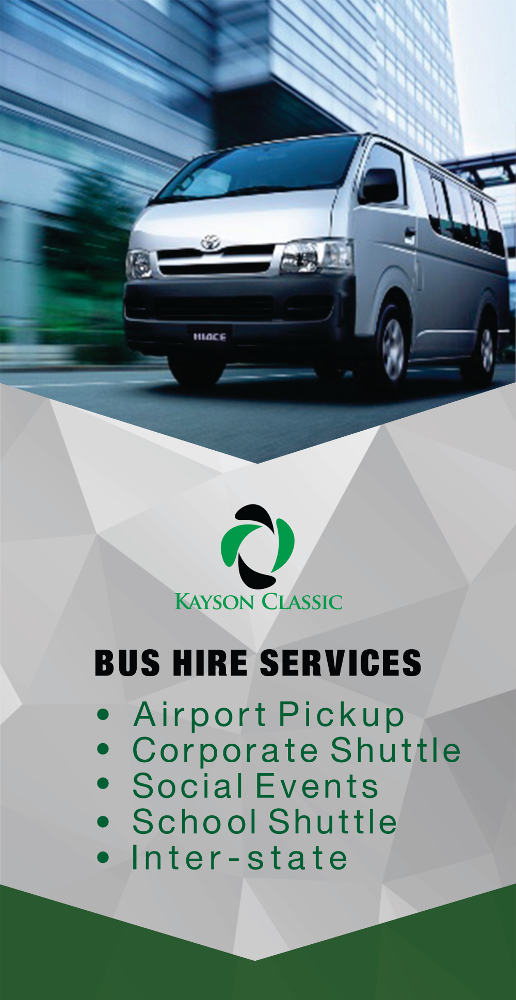 HIACE
KAYSON CLASSIC
BUS HIRE SERVICES
• Airport Pickup
• Corporate Shuttle
• Social Events
• School Shuttle
• Inter-state